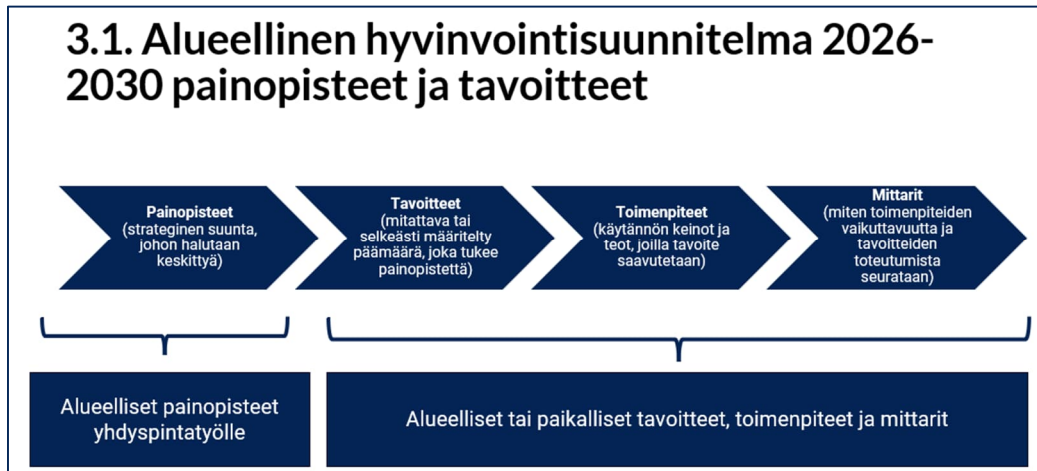 3.1. Alueellinen hyvinvointisuunnitelma 2026-
2030 painopisteet ja tavoitteet
Painopisteet
(strateginen suunta,
johon halutaan
keskittyä)
Tavoitteet
(mitattava tai
selkeästi määritelty
päämäärä, joka tukee
painopistettä)
Toimenpiteet
(käytännön keinot ja
teot, joilla tavoite
saavutetaan)
Mittarit
(miten toimenpiteiden
vaikuttavuutta ja
tavoitteiden
toteutumista
seurataan)
Alueelliset painopisteet
yhdyspintatyölle
Alueelliset tai paikalliset tavoitteet, toimenpiteet ja mittarit